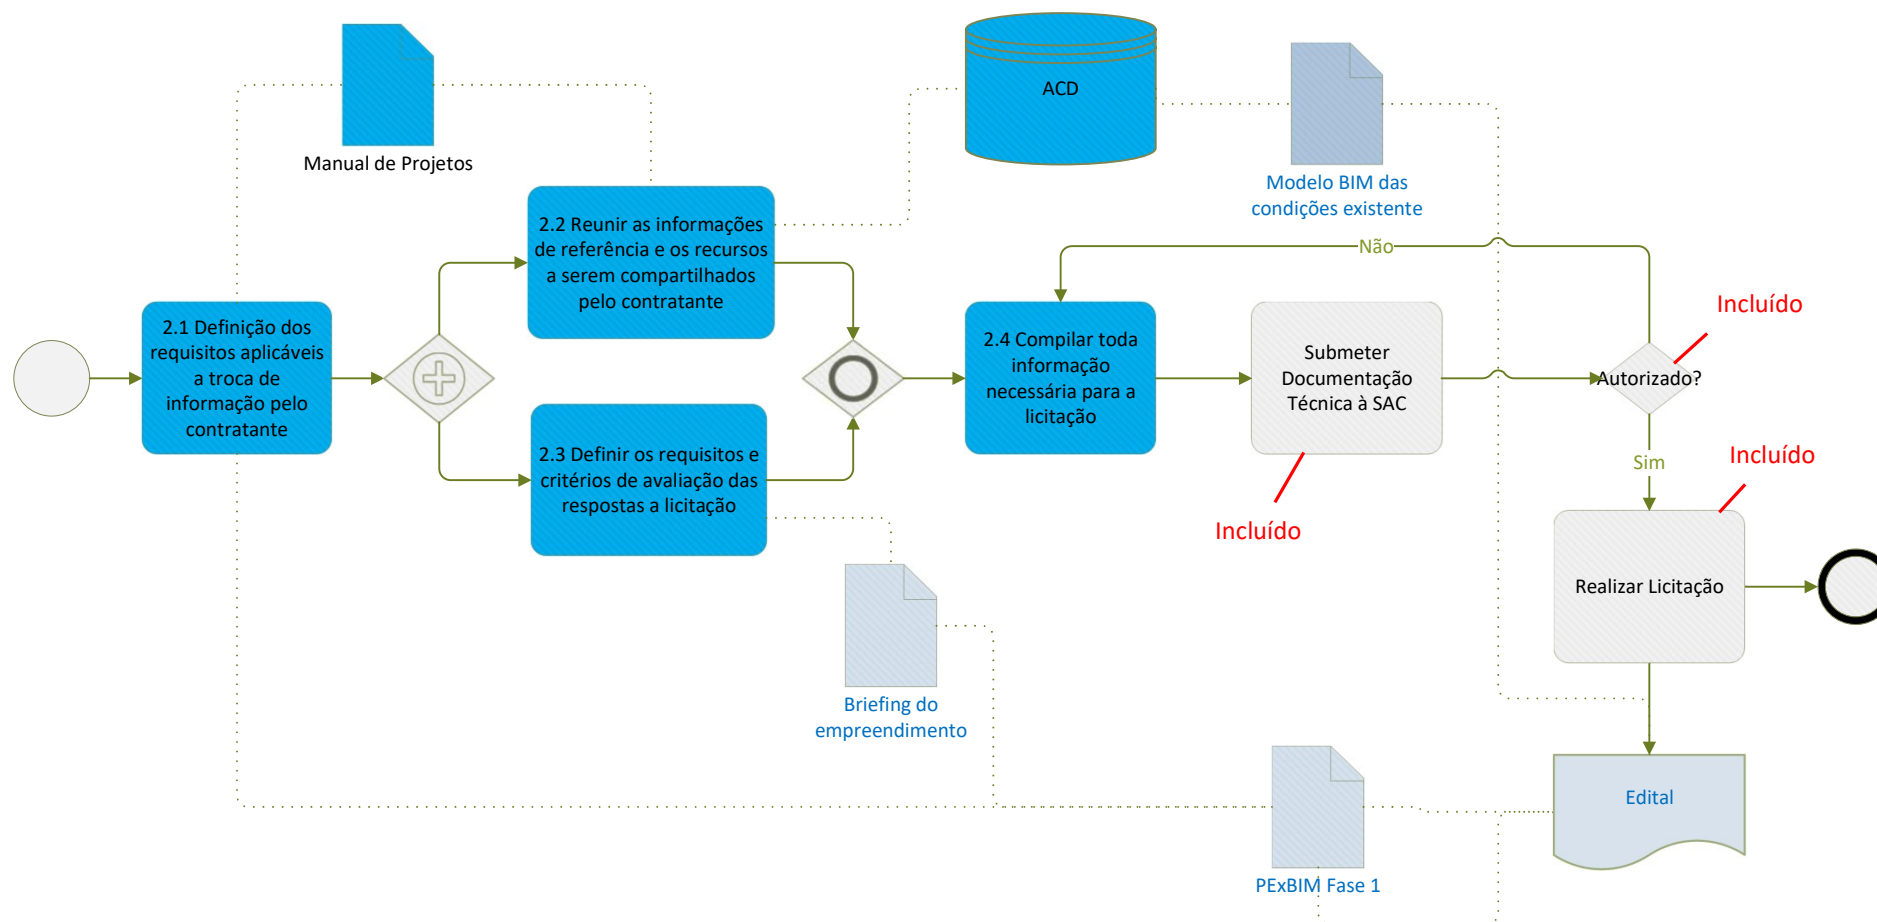 Manual de Projetos
ACD
Modelo BIM das
condições existente
2.2 Reunir as informações
de referência e os recursos
a serem compartilhados
pelo contratante
Não
2.1 Definição dos
requisitos aplicáveis
a troca de
informação pelo
contratante
2.4 Compilar toda
informação
necessária para a
licitação
Submeter
Documentação
Técnica à SAC
Incluído
Autorizado?
2.3 Definir os requisitos e
critérios de avaliação das
respostas a licitação
Sim
Incluído
Incluído
Realizar Licitação
Briefing do
empreendimento
Edital
PExBIM Fase 1